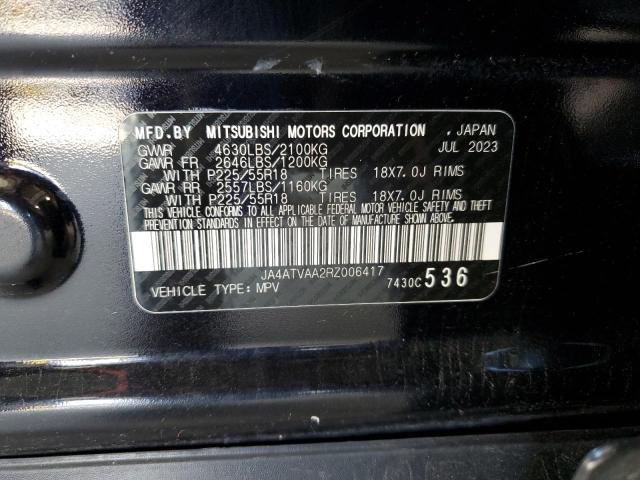 MFD.BY MITSUBISHI MOTORS CORPORATION , JAPAN
GVWR 4630LBS/2100KG JUL 2023
GAWR FR 2646LBS/1200KG
WITH P225/55R18 TIRES 18X7.0J RIMS
GAWR RR 2557LBS/1160KG
WITH P225/55R18 TIRES 18X7.0J RIMS
THIS VEHICLE CONFORMS TO ALL APPLICABLE FEDERAL MOTOR VEHICLE SAFETY AND THEFT
PREVENTION STANDARDS IN EFFECT ON THE DATE OF MANUFACTURE SHOWN ABOVE.
JA4ATVAA2RZ006417
VEHICLE TYPE: MPV 7430C 536